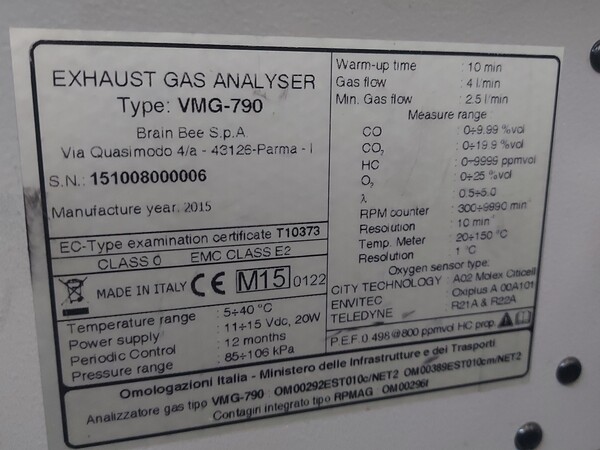 EXHAUST GAS ANALYSER
Type: VMG-790
Brain Bee S.p.A
Via Quasimodo 4/a - 43126-Parma - I
S.N.: 151008000006
Manufacture year: 2015
EC-Type examination certificate T10373
CLASS 0 EMC CLASS E2
MADE IN ITALY CE M15 0122
Temperature range : 5÷40 °C
Power supply : 11÷15 Vdc, 20W
Periodic Control : 12 months
Pressure range : 85÷106 kPa
Warm-up time : 10 min
Gas flow : 4 l/min
Min. Gas flow : 2.5 l/min
Measure range
CO : 0÷9.99 %vol
CO₂ : 0÷19.9 %vol
HC : 0÷9999 ppmvol
O₂ : 0÷25 %vol
λ : 0.5÷5.0
RPM counter : 300÷9990 min
Resolution : 10 min
Temp. Meter : 20÷150 °C
Resolution : 1 °C
Oxygen sensor type:
CITY TECHNOLOGY : A02 Molex Citicell
ENVITEC : Oxiplus A 00A101
TELEDYNE : R21A & R22A
P.E.F. 0.498@800 ppmvol HC prop.
Omologazioni Italia - Ministero delle Infrastrutture e dei Trasporti
Analizzatore gas tipo VMG-790 : OM00292EST010c/NET2 OM00389EST010cm/NET2
Contagiri integrato tipo RPMAG : OM00296I